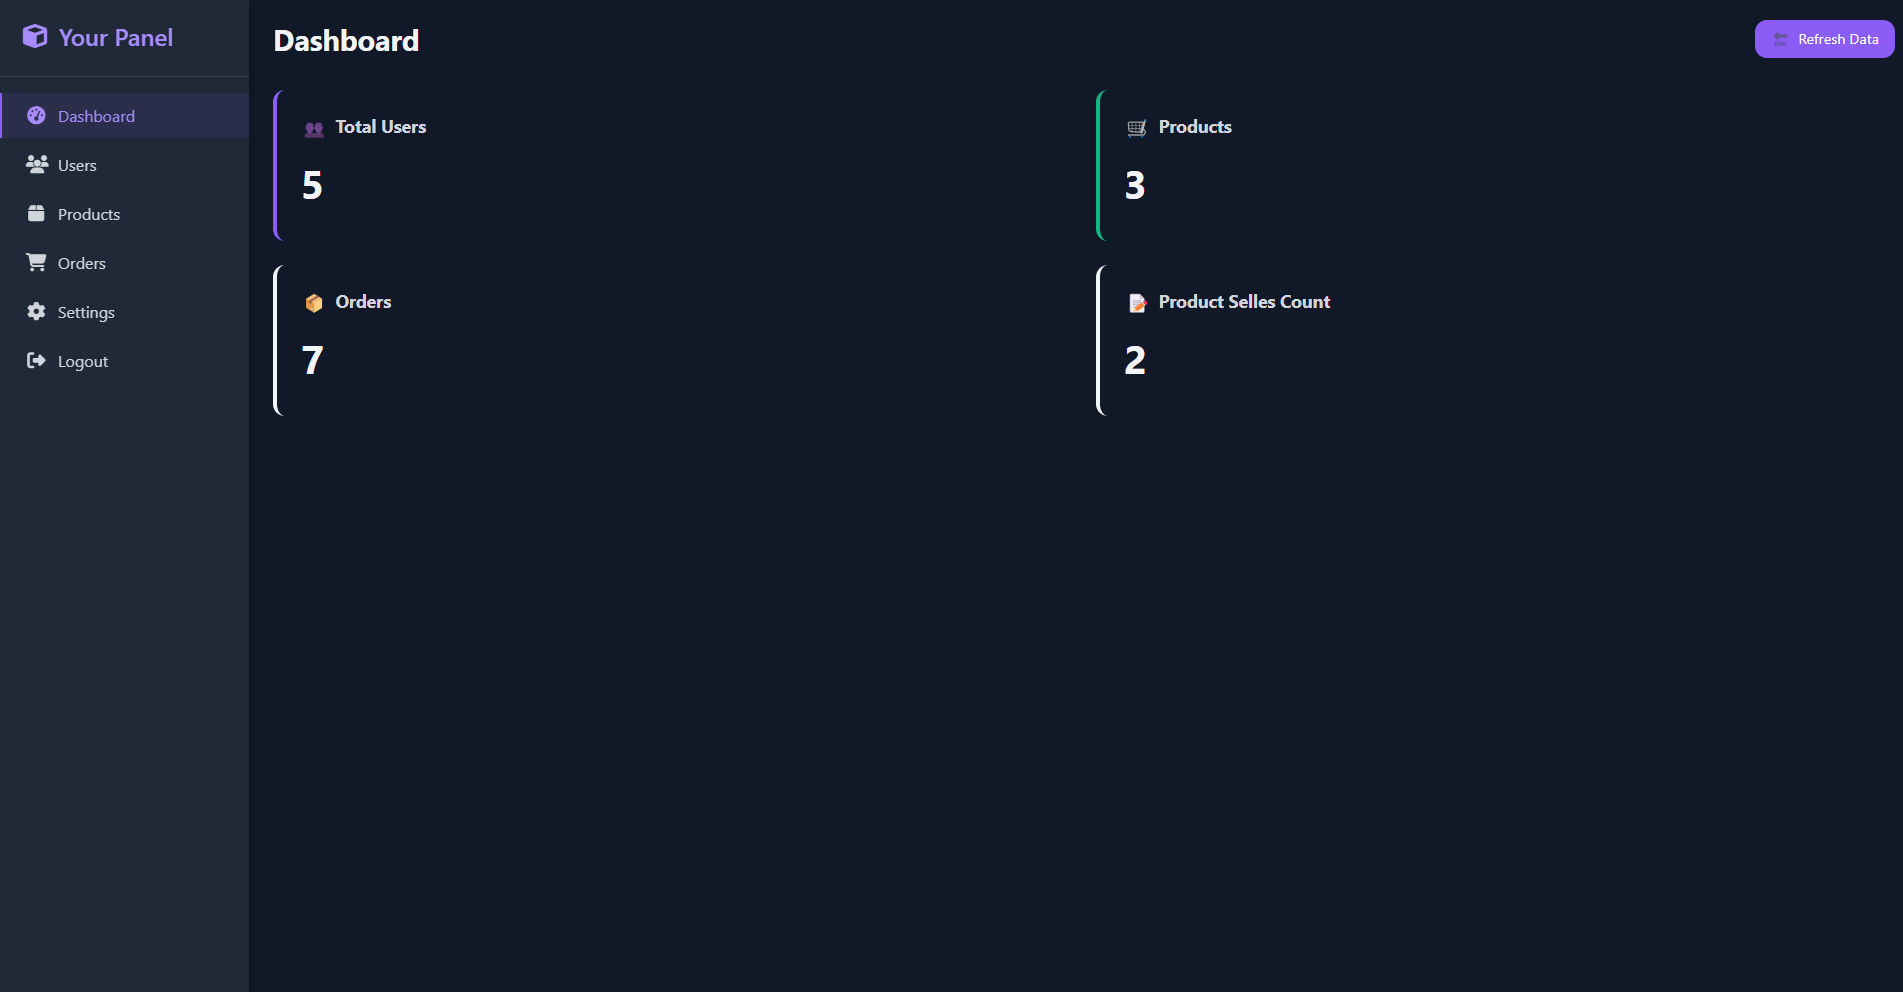 Your Panel
Dashboard
Users
Products
Orders
Settings
Logout
Dashboard
Refresh Data
Total Users
5
Products
3
Orders
7
Product Selles Count
2